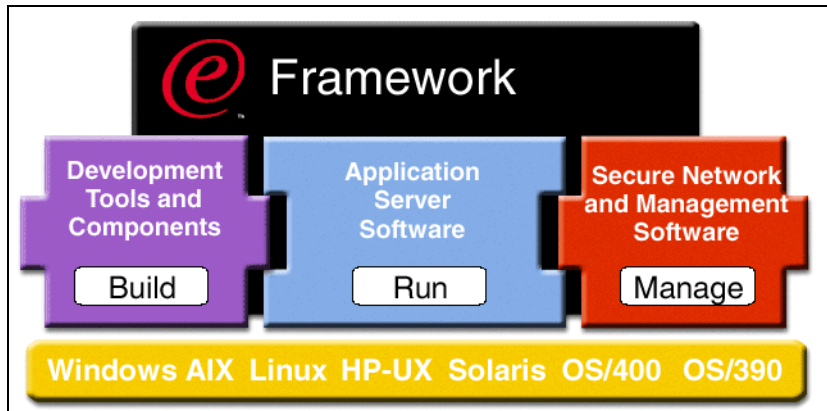 e Framework
™
Development
Tools and
Components
Build
Application
Server
Software
Run
Secure Network
and Management
Software
Manage
Windows AIX Linux HP-UX Solaris OS/400 OS/390